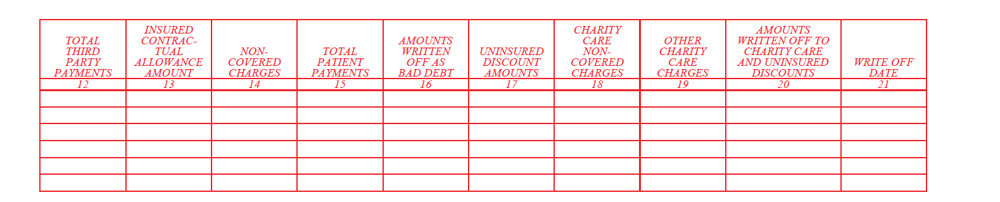 TOTAL
THIRD
PARTY
PAYMENTS
12
INSURED
CONTRAC-
TUAL
ALLOWANCE
AMOUNT
13
NON-
COVERED
CHARGES
14
TOTAL
PATIENT
PAYMENTS
15
AMOUNTS
WRITTEN
OFF AS
BAD DEBT
16
UNINSURED
DISCOUNT
AMOUNTS
17
CHARITY
CARE
NON-
COVERED
CHARGES
18
OTHER
CHARITY
CARE
CHARGES
19
AMOUNTS
WRITTEN OFF TO
CHARITY CARE
AND UNINSURED
DISCOUNTS
20
WRITE OFF
DATE
21